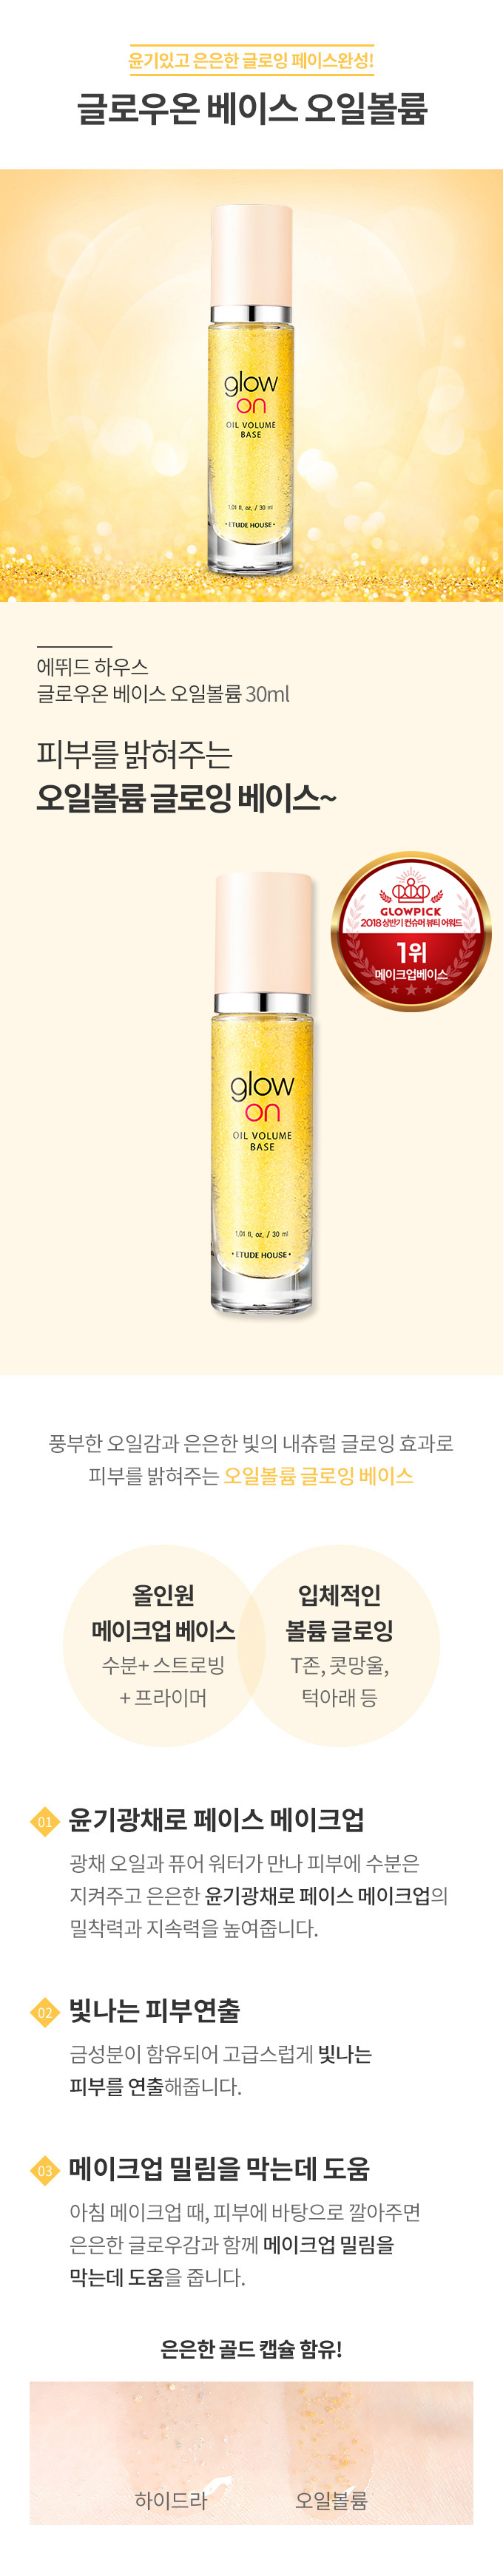 윤기있고 은은한 글로잉 페이스완성!
글로우온 베이스 오일볼륨
glow
on
OIL VOLUME
BASE
1.01 fl. oz. / 30 ml
• ETUDE HOUSE •
에뛰드 하우스
글로우온 베이스 오일볼륨 30ml
피부를 밝혀주는
오일볼륨 글로잉 베이스~
GLOWPICK
2018 상반기 컨슈머 뷰티 어워드
1위
메이크업베이스
glow
on
OIL VOLUME
BASE
1.01 fl. oz. / 30 ml
• ETUDE HOUSE •
풍부한 오일감과 은은한 빛의 내츄럴 글로잉 효과로
피부를 밝혀주는 오일볼륨 글로잉 베이스
올인원
메이크업 베이스
수분+ 스트로빙
+ 프라이머
입체적인
볼륨 글로잉
T존, 콧망울,
턱아래 등
01 윤기광채로 페이스 메이크업
광채 오일과 퓨어 워터가 만나 피부에 수분은
지켜주고 은은한 윤기광채로 페이스 메이크업의
밀착력과 지속력을 높여줍니다.
02 빛나는 피부연출
금성분이 함유되어 고급스럽게 빛나는
피부를 연출해줍니다.
03 메이크업 밀림을 막는데 도움
아침 메이크업 때, 피부에 바탕으로 깔아주면
은은한 글로우감과 함께 메이크업 밀림을
막는데 도움을 줍니다.
은은한 골드 캡슐 함유!
하이드라
오일볼륨